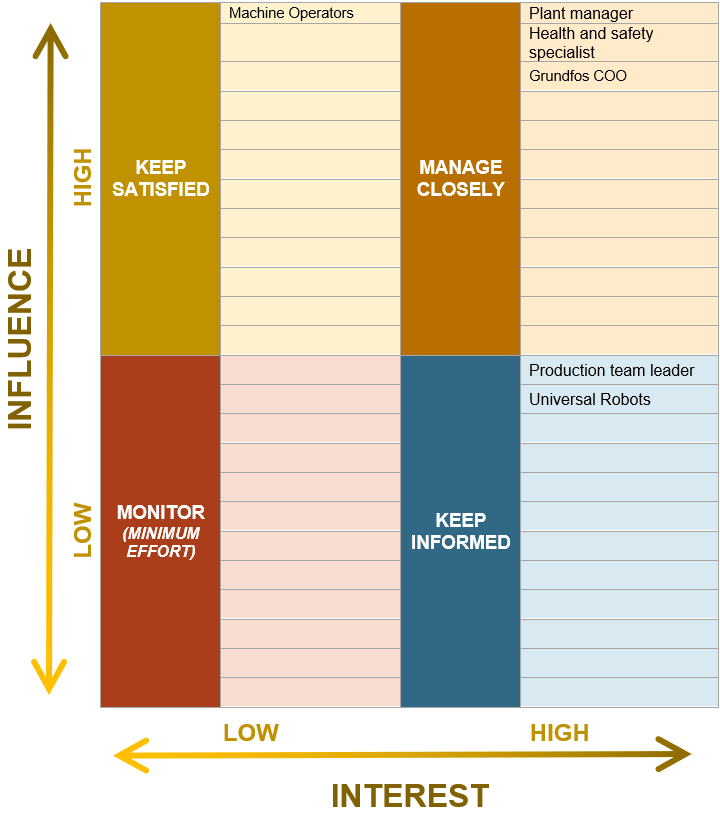 Machine Operators
Plant manager
Health and safety
specialist
Grundfos COO
HIGH
KEEP
SATISFIED
MANAGE
CLOSELY
INFLUENCE
Production team leader
Universal Robots
LOW
MONITOR
(MINIMUM
EFFORT)
KEEP
INFORMED
LOW
HIGH
INTEREST